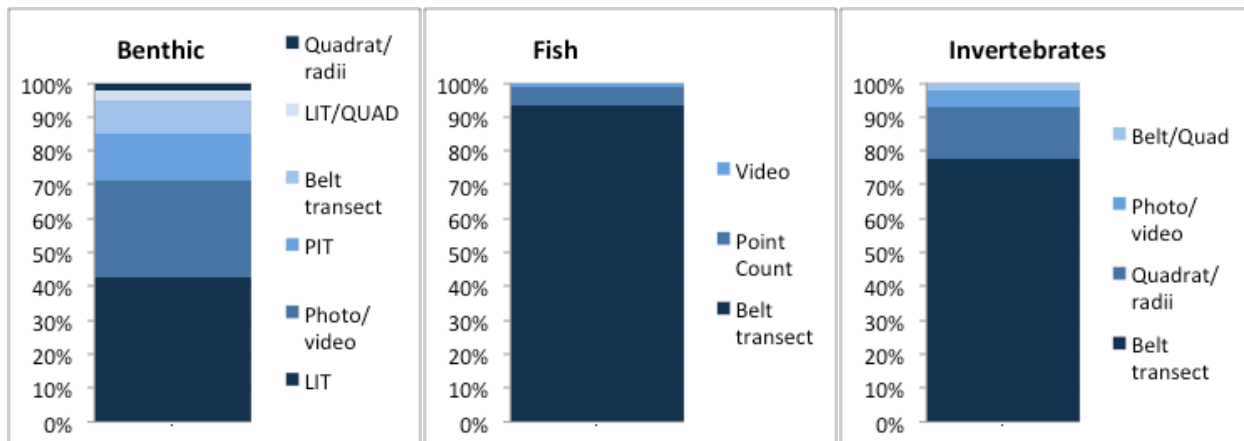 Benthic
100%
90%
80%
70%
60%
50%
40%
30%
20%
10%
0%
Quadrat/
radii
LIT/QUAD
Belt
transect
PIT
Photo/
video
LIT
Fish
100%
90%
80%
70%
60%
50%
40%
30%
20%
10%
0%
Video
Point
Count
Belt
transect
Invertebrates
100%
90%
80%
70%
60%
50%
40%
30%
20%
10%
0%
Belt/Quad
Photo/
video
Quadrat/
radii
Belt
transect